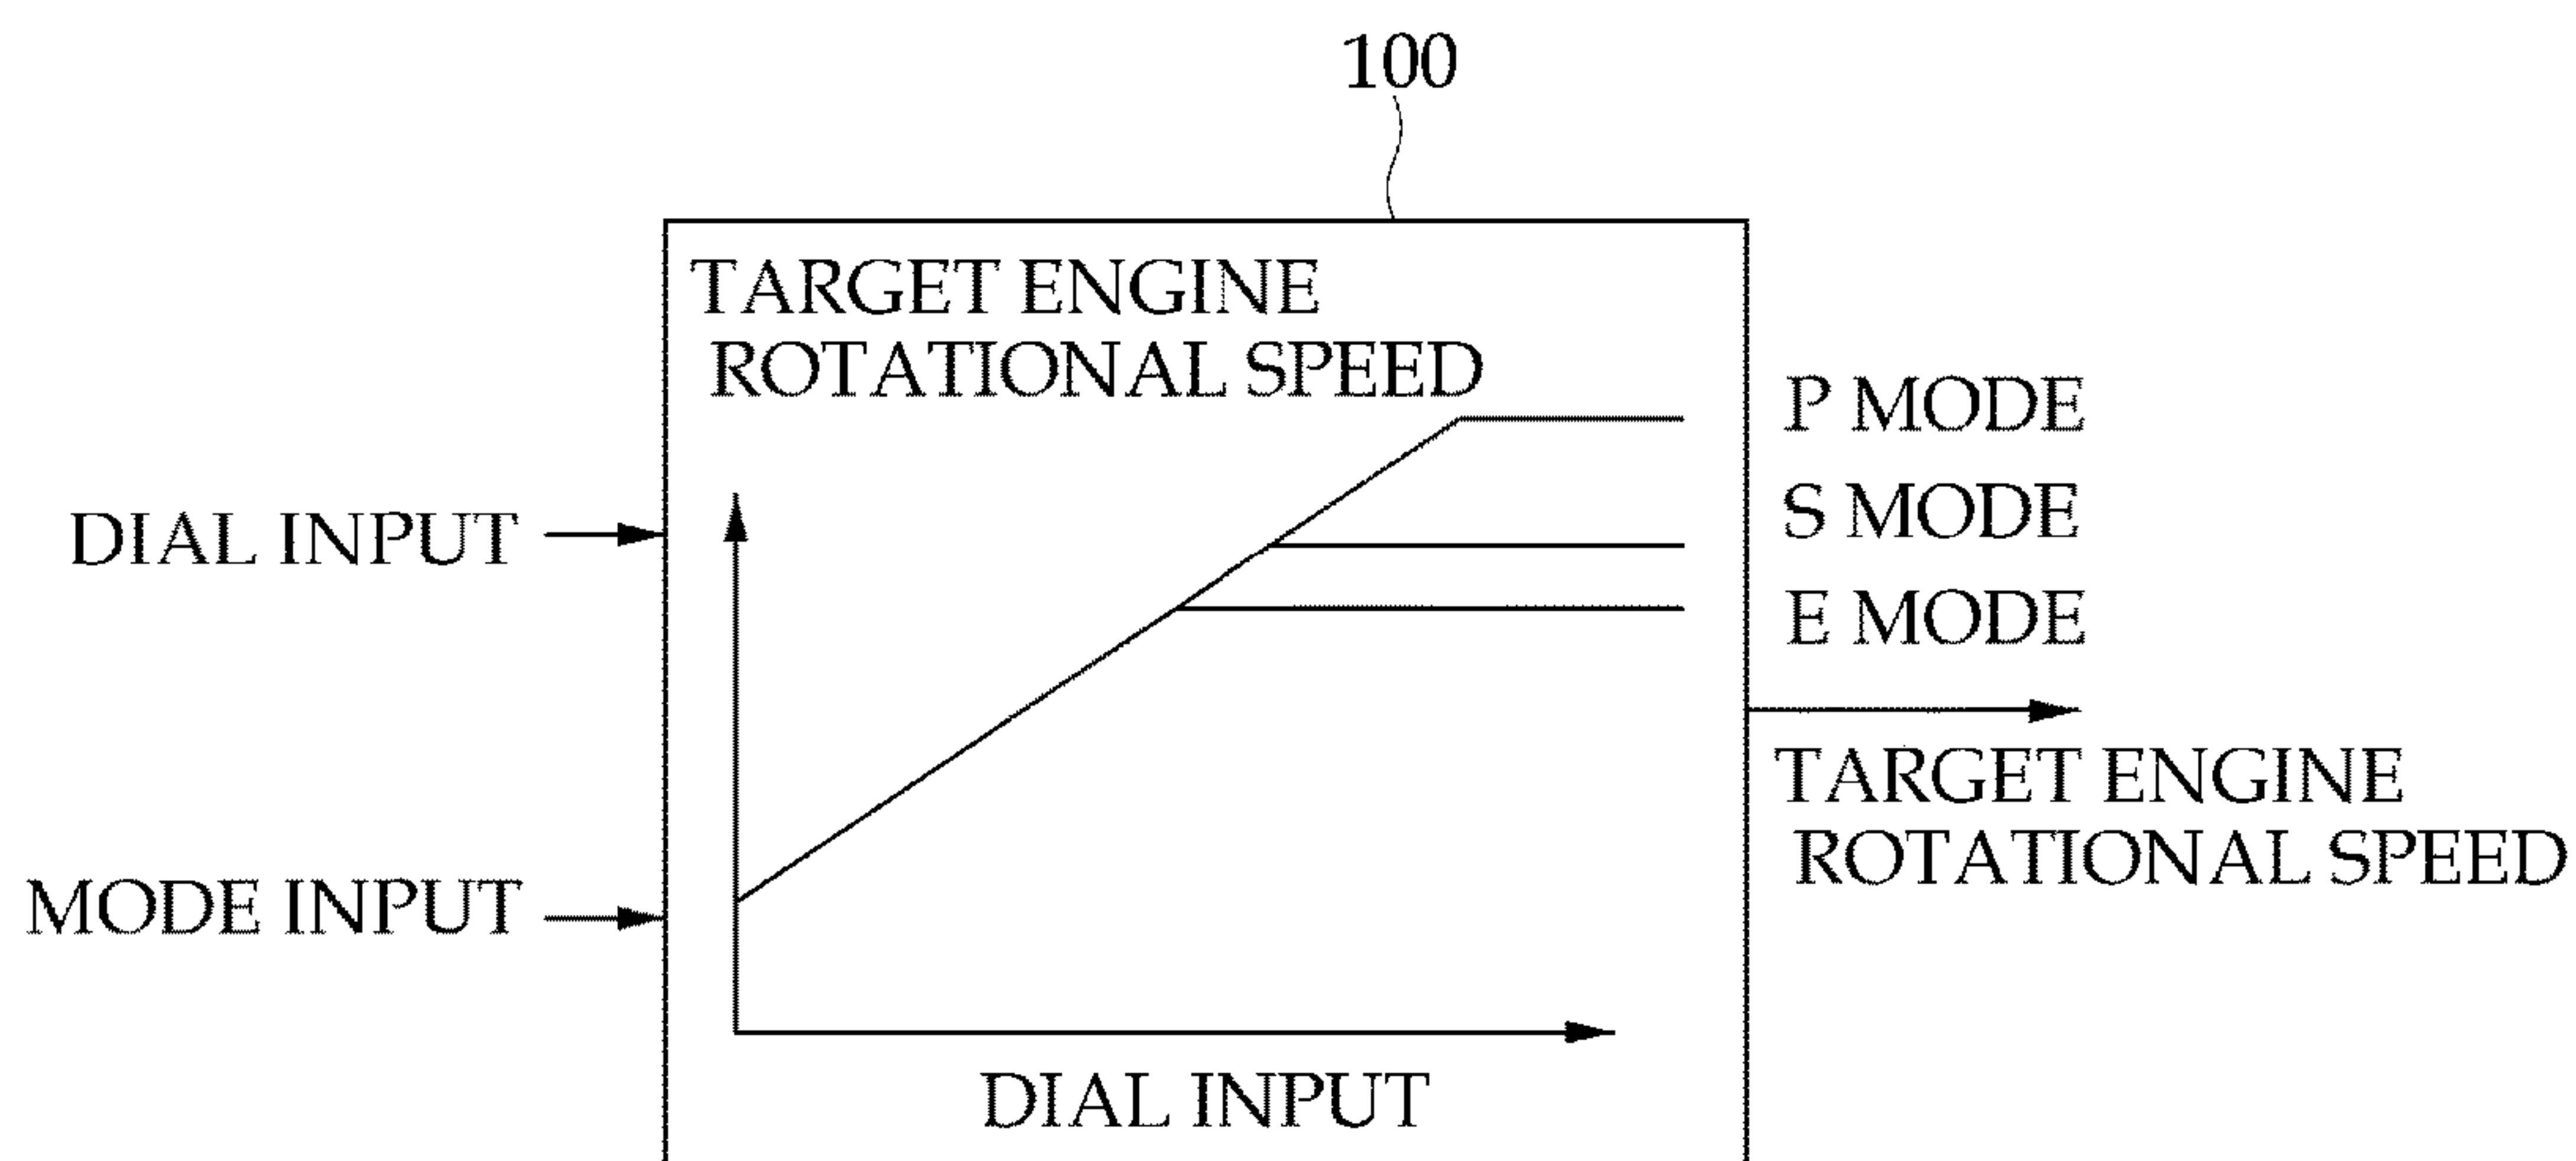 100
TARGET ENGINE
ROTATIONAL SPEED
P MODE
S MODE
DIAL INPUT
E MODE
TARGET ENGINE
ROTATIONAL SPEED
MODE INPUT
DIAL INPUT